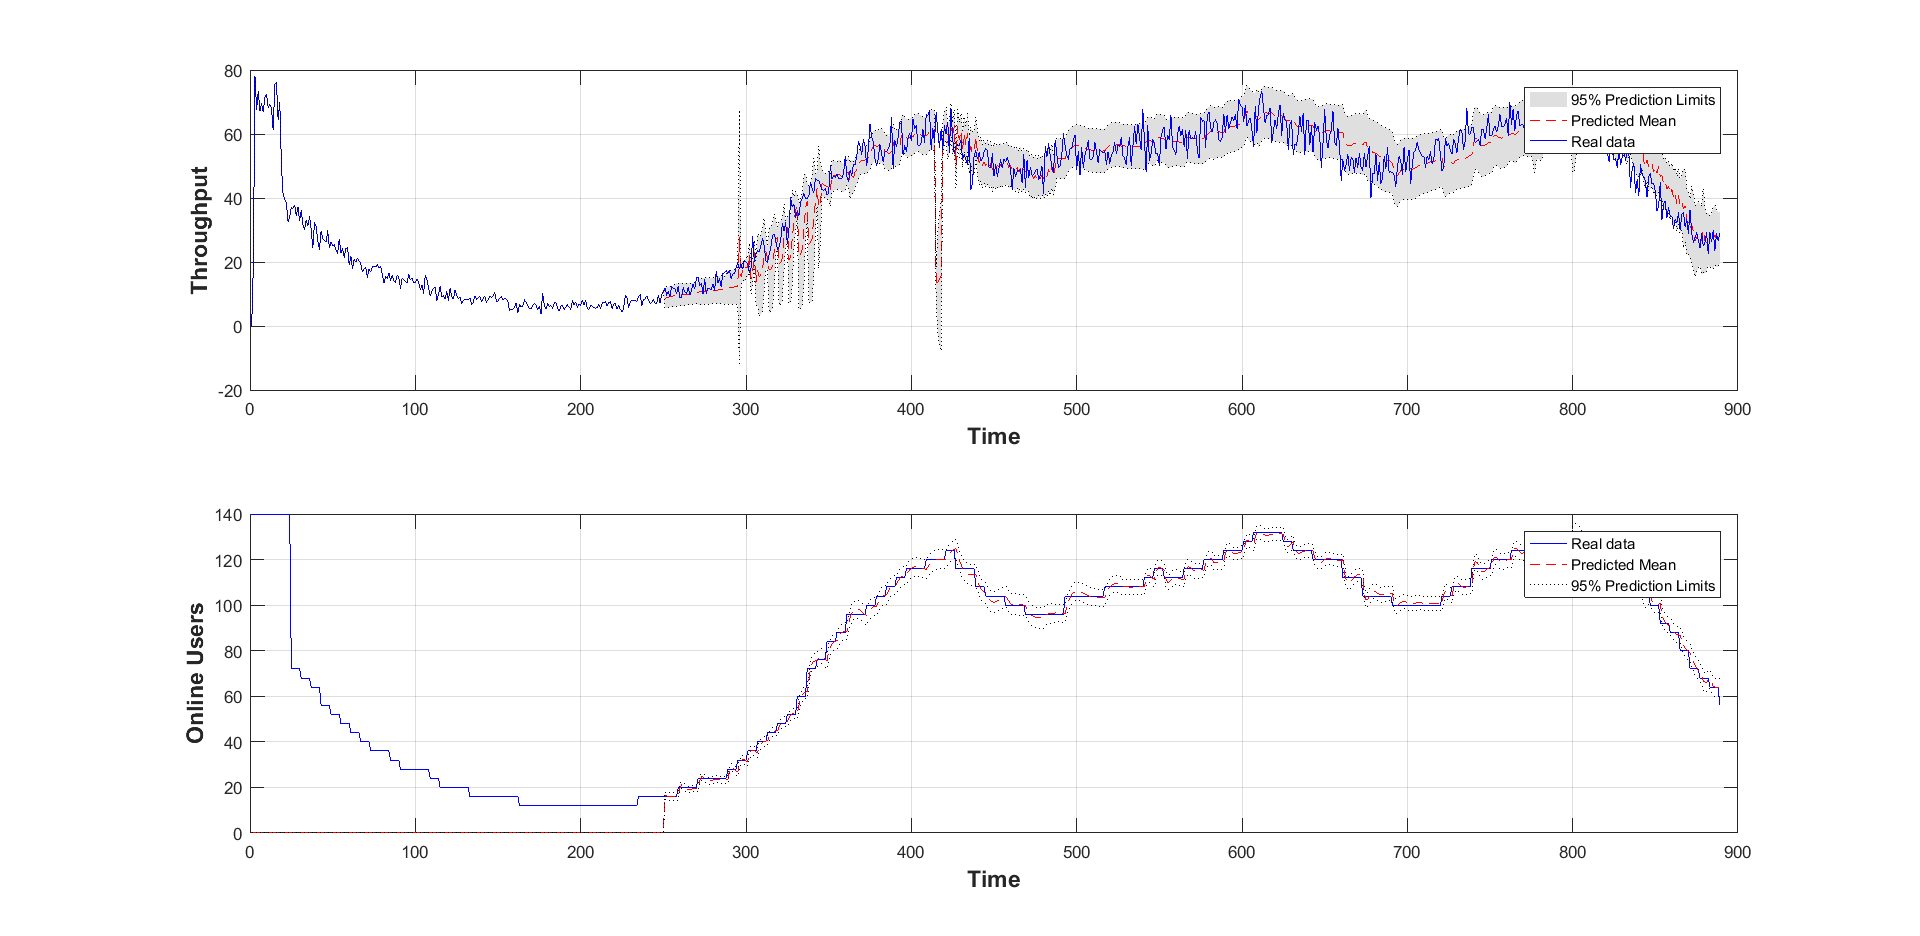 80
60
40
20
0
-20
Throughput
0 100 200 300 400 500 600 700 800 900
Time
95% Prediction Limits
Predicted Mean
Real data
140
120
100
80
60
40
20
0
Online Users
0 100 200 300 400 500 600 700 800 900
Time
Real data
Predicted Mean
95% Prediction Limits